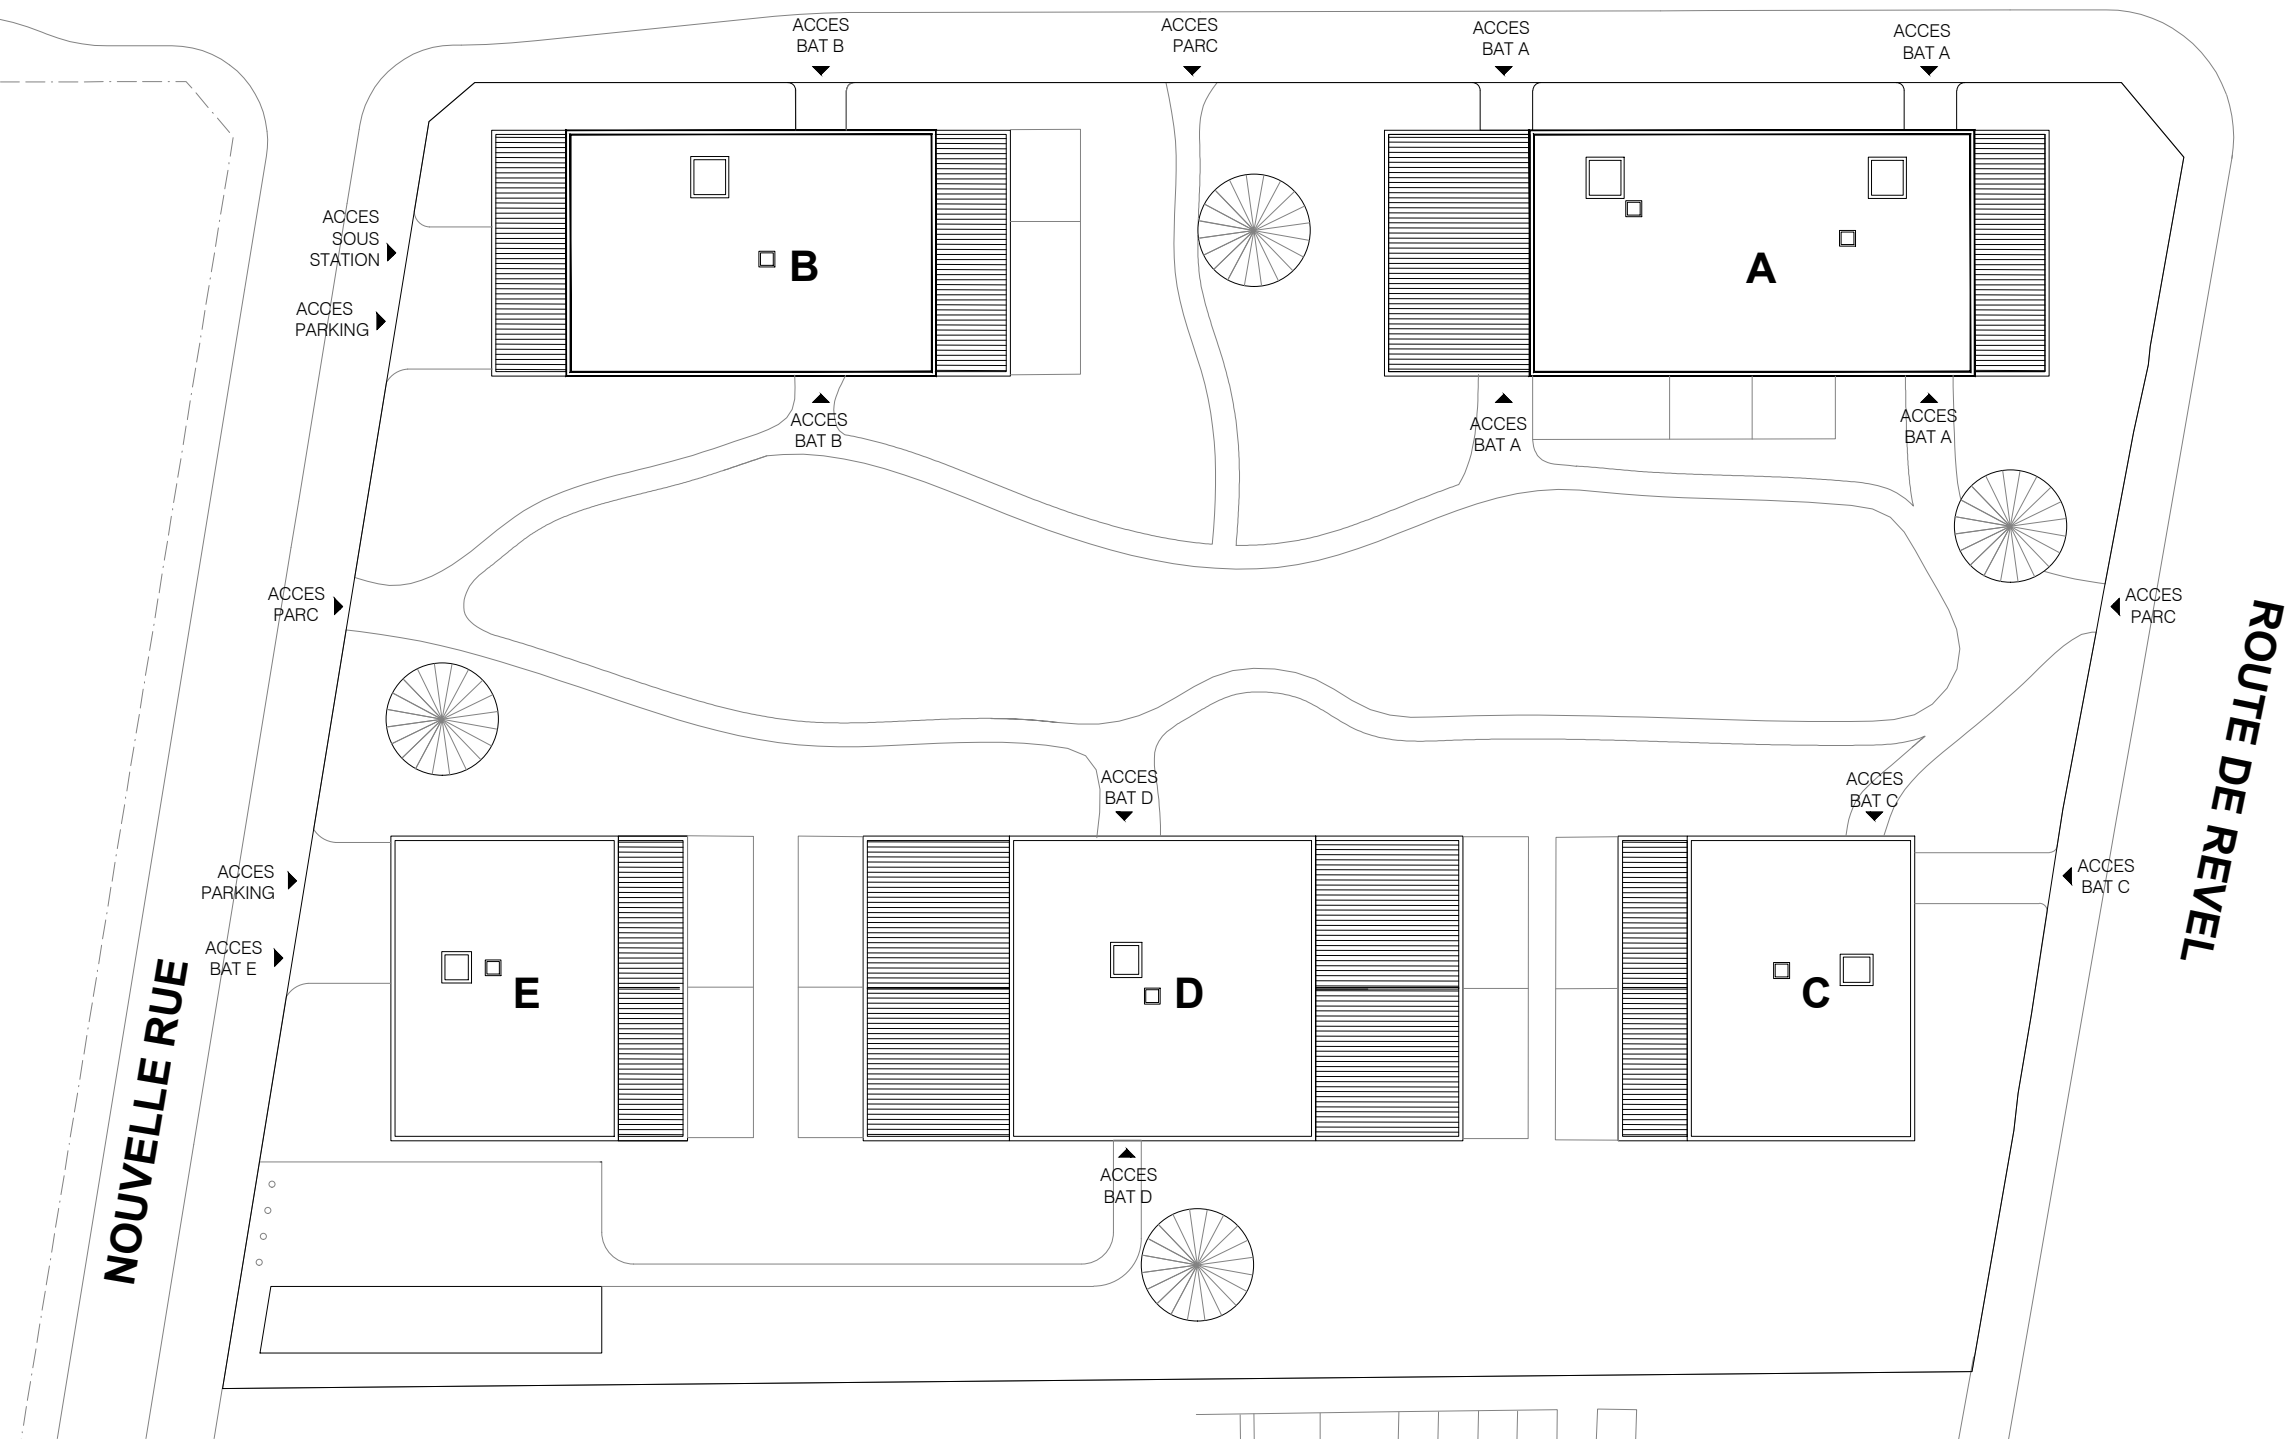 ACCES
BAT B
ACCES
PARC
ACCES
BAT A
ACCES
BAT A
ACCES
SOUS
STATION
ACCES
PARKING
B
A
ACCES
BAT B
ACCES
BAT A
ACCES
BAT A
ACCES
PARC
ACCES
PARC
ROUTE DE REVEL
ACCES
BAT D
ACCES
BAT C
ACCES
PARKING
ACCES
BAT C
ACCES
BAT E
NOUVELLE RUE
E
D
C
ACCES
BAT D